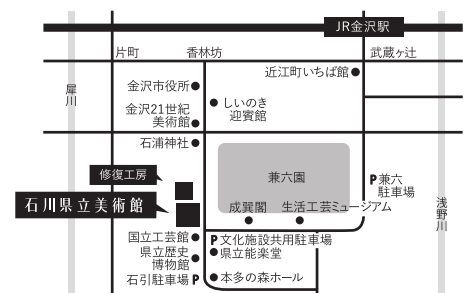 JR金沢駅
片町
香林坊
武蔵ヶ辻
近江町いちば館
犀川
金沢市役所
しいのき
迎賓館
金沢21世紀
美術館
石浦神社
修復工房
兼六園
P兼六
駐車場
石川県立美術館
成巽閣
生活工芸ミュージアム
浅野川
国立工芸館
P文化施設共用駐車場
県立歴史
博物館
県立能楽堂
石引駐車場P
本多の森ホール